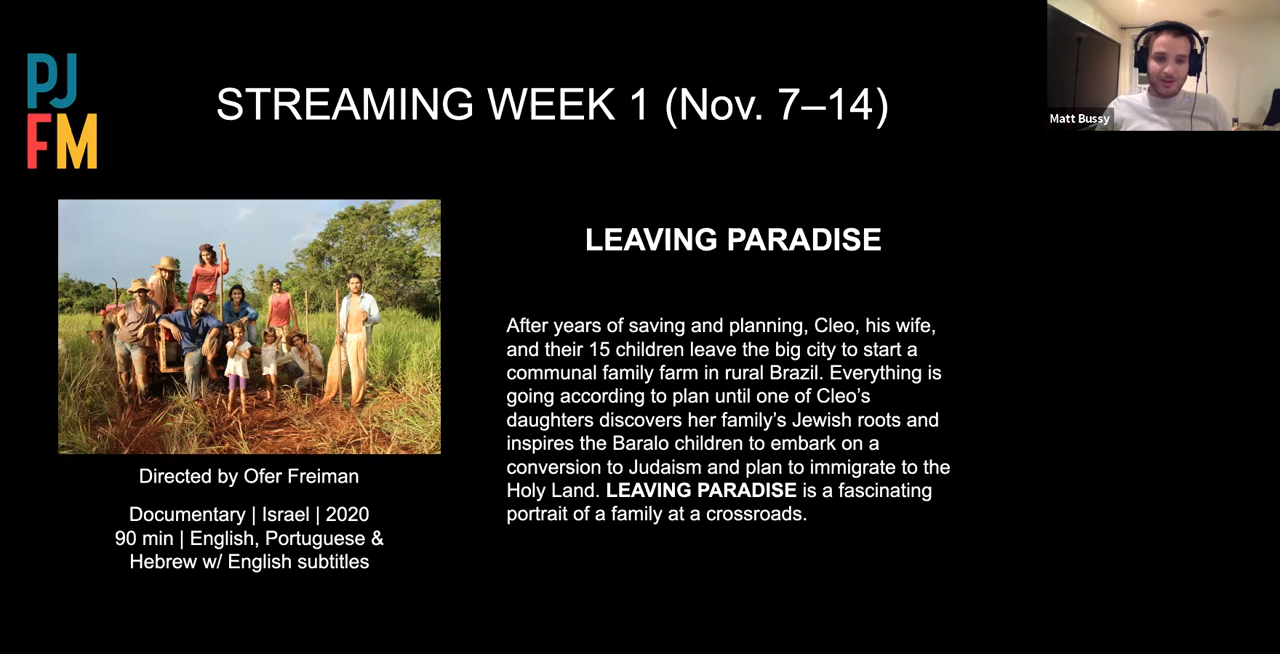 PJ
FM
STREAMING WEEK 1 (Nov. 7–14)
Matt Bussy
LEAVING PARADISE
After years of saving and planning, Cleo, his wife,
and their 15 children leave the big city to start a
communal family farm in rural Brazil. Everything is
going according to plan until one of Cleo’s
daughters discovers her family’s Jewish roots and
inspires the Baralo children to embark on a
conversion to Judaism and plan to immigrate to the
Holy Land. LEAVING PARADISE is a fascinating
portrait of a family at a crossroads.
Directed by Ofer Freiman
Documentary | Israel | 2020
90 min | English, Portuguese &
Hebrew w/ English subtitles